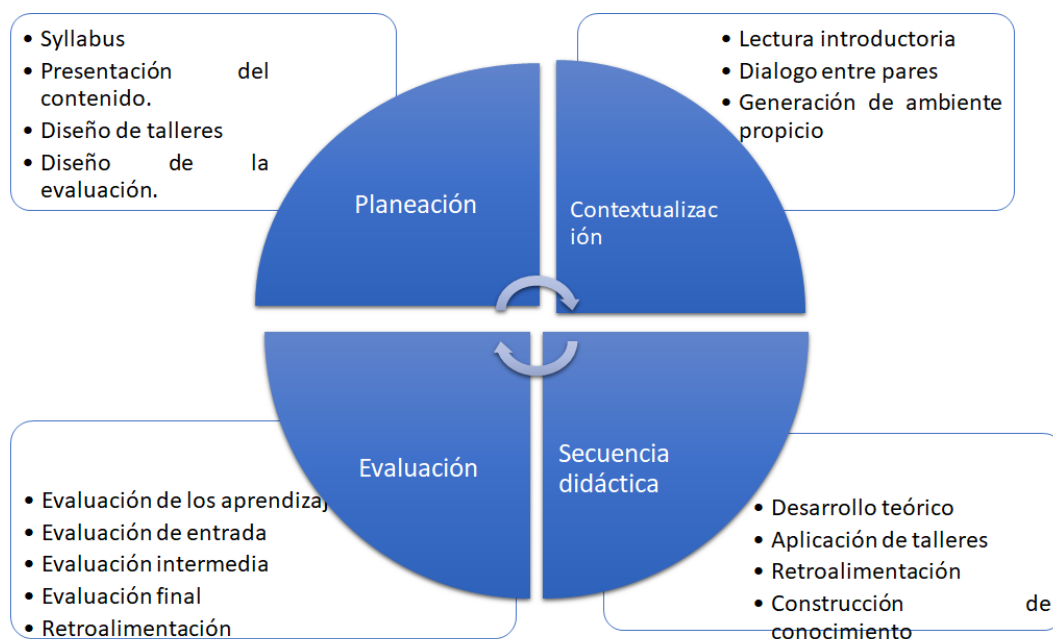 • Syllabus
• Presentación del
contenido.
• Diseño de talleres
• Diseño de la
evaluación.
• Lectura introductoria
• Dialogo entre pares
• Generación de ambiente
propicio
Planeación
Contextualizac
ión
Evaluación
Secuencia
didáctica
• Evaluación de los aprendizaj
• Evaluación de entrada
• Evaluación intermedia
• Evaluación final
• Retroalimentación
• Desarrollo teórico
• Aplicación de talleres
• Retroalimentación
• Construcción de
conocimiento